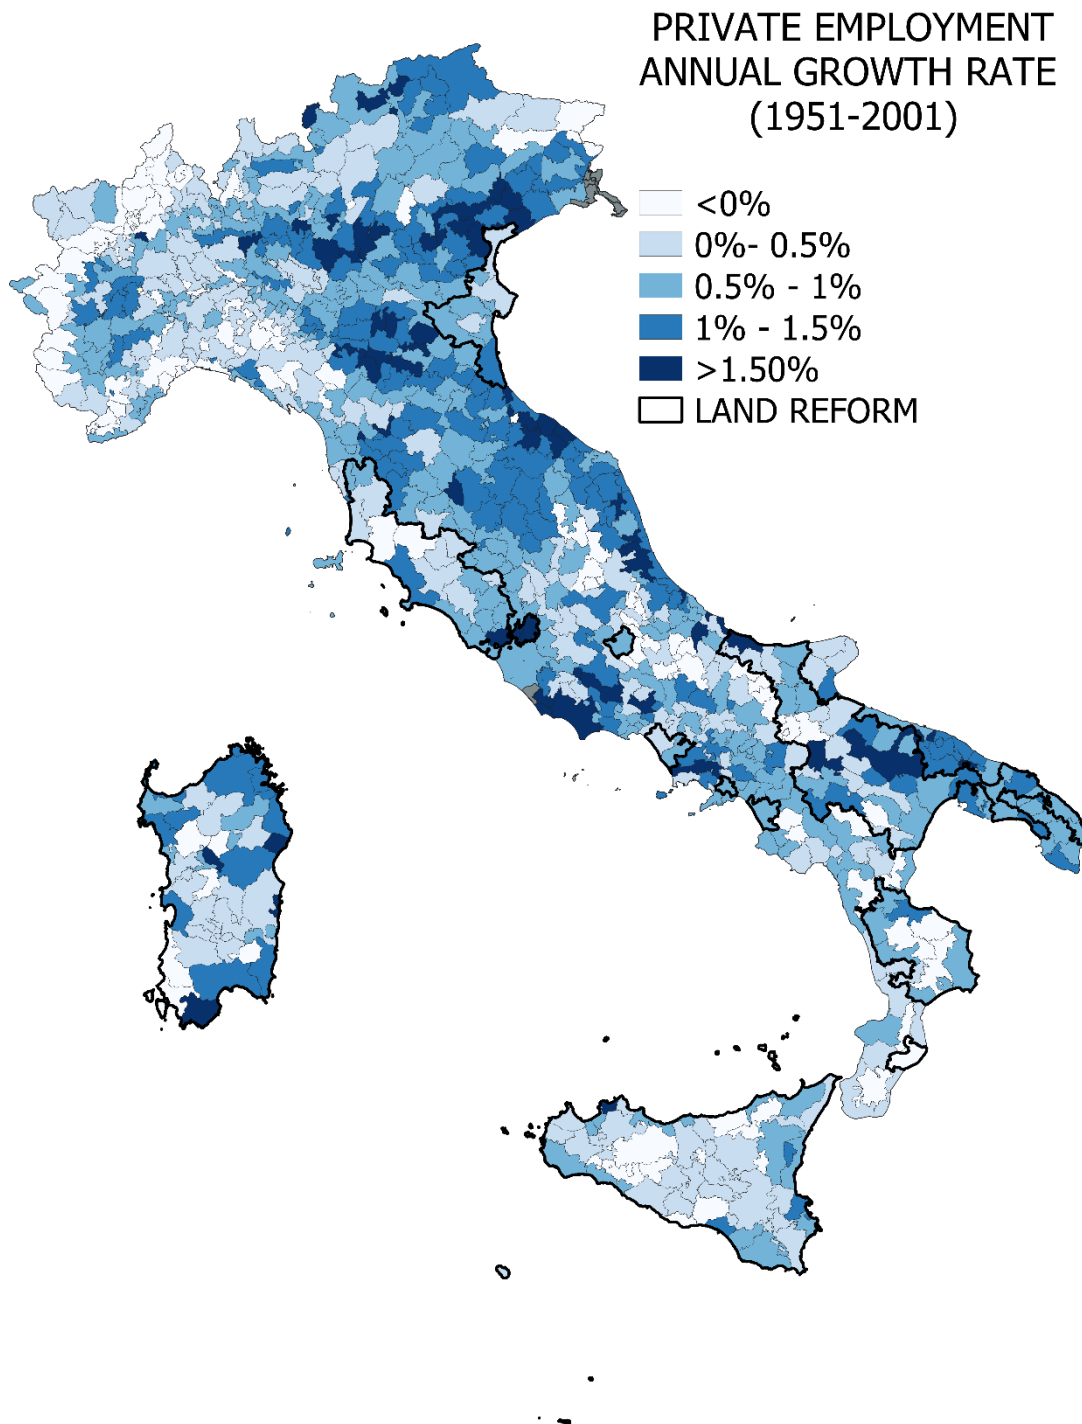 PRIVATE EMPLOYMENT
ANNUAL GROWTH RATE
(1951-2001)
<0%
0%- 0.5%
0.5% - 1%
1% - 1.5%
>1.50%
LAND REFORM